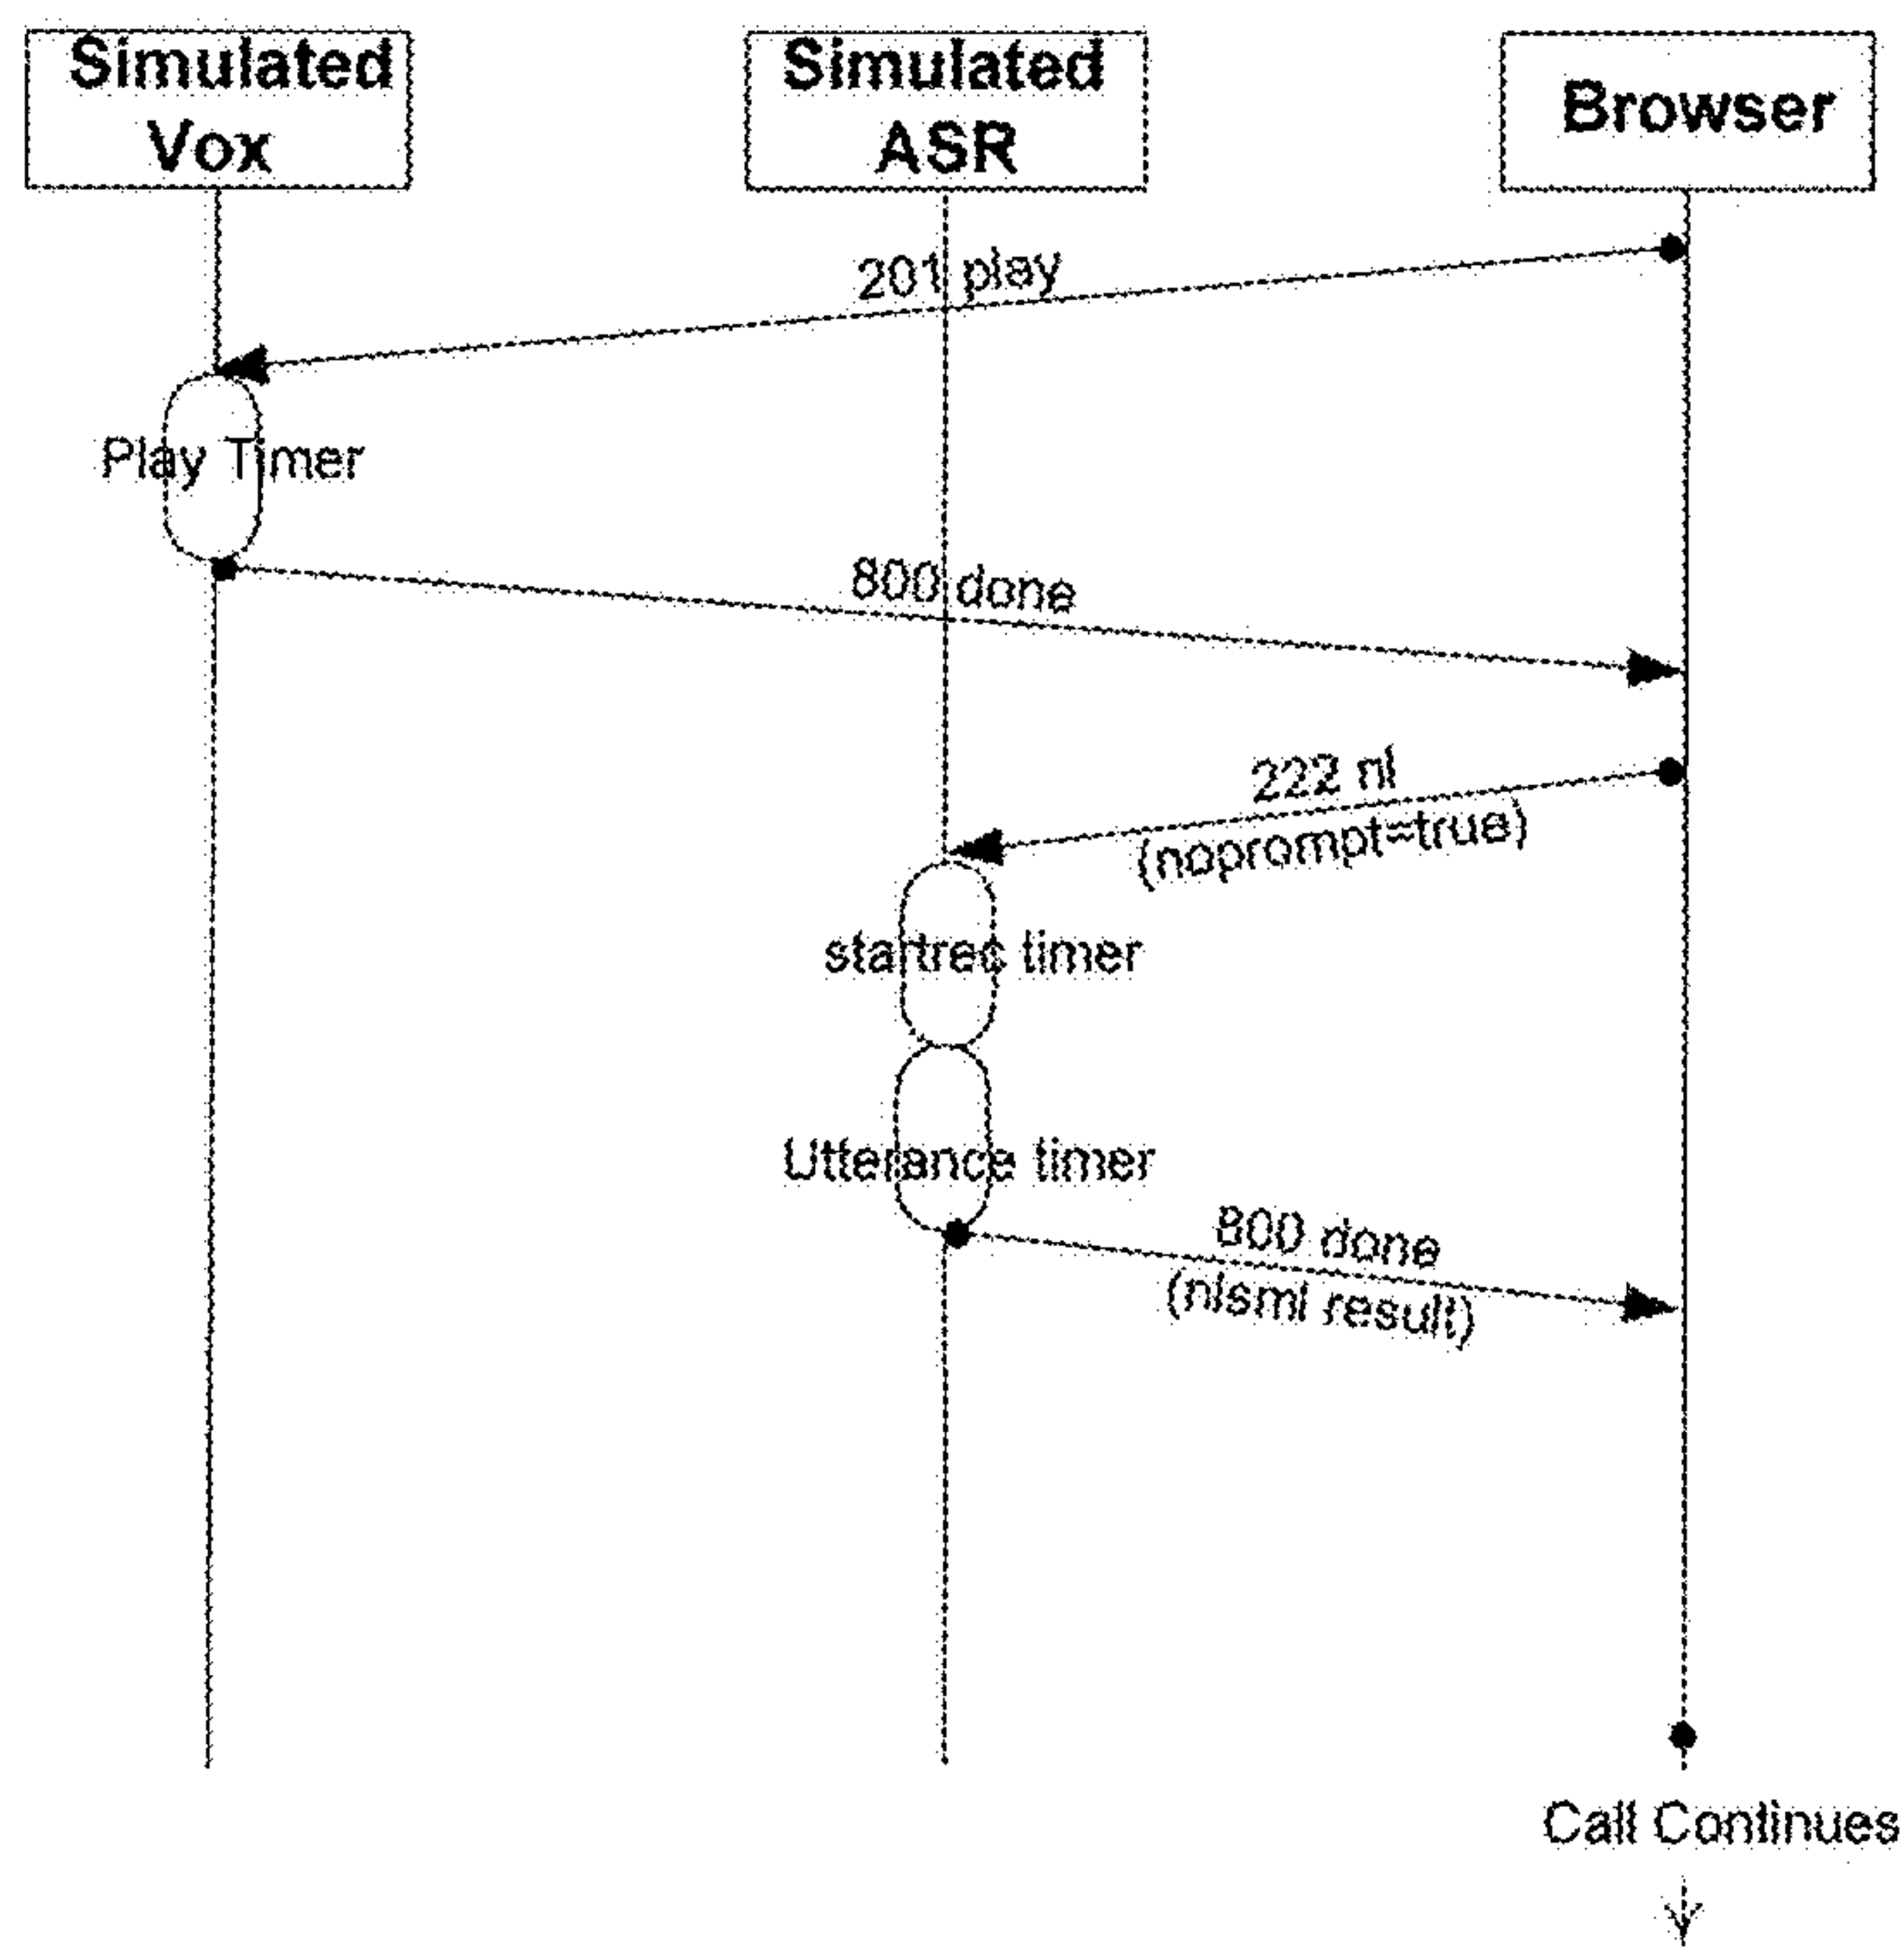 Simulated
Vox
Simulated
ASR
Browser
201 play
Play Timer
800 done
222 nl
(noprompt=true)
startrec timer
Utterance timer
800 done
(nlsml result)
Call Continues